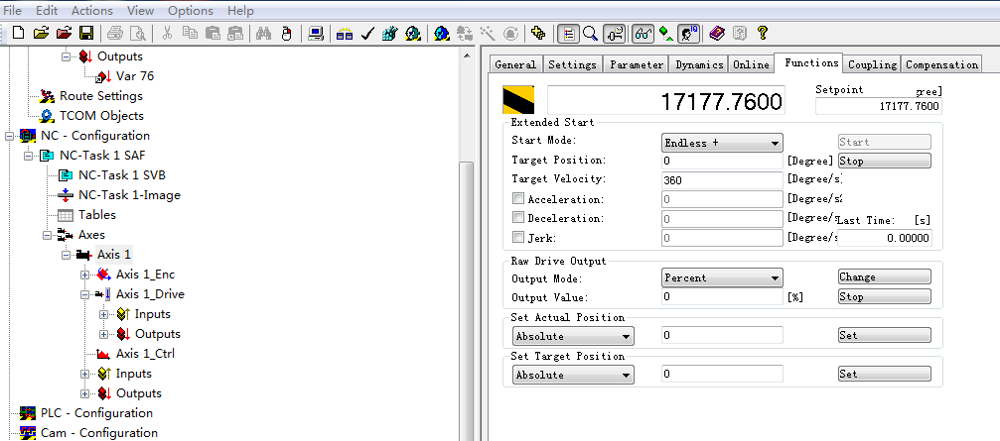 File Edit Actions View Options Help
Outputs
Var 76
Route Settings
TCOM Objects
NC - Configuration
NC-Task 1 SAF
NC-Task 1 SVB
NC-Task 1-Image
Tables
Axes
Axis 1
Axis 1_Enc
Axis 1_Drive
Inputs
Outputs
Axis 1_Ctrl
Inputs
Outputs
PLC - Configuration
Cam - Configuration
General Settings Parameter Dynamics Online Functions Coupling Compensation
17177.7600
Setpoint gree]
17177.7600
Extended Start
Start Mode: Endless + Start
Target Position: 0 [Degree] Stop
Target Velocity: 360 [Degree/s]
Acceleration: 0 [Degree/s2
Deceleration: 0 [Degree/s Last Time: [s]
Jerk: 0 [Degree/s 0.00000
Raw Drive Output
Output Mode: Percent Change
Output Value: 0 [%] Stop
Set Actual Position
Absolute 0 Set
Set Target Position
Absolute 0 Set